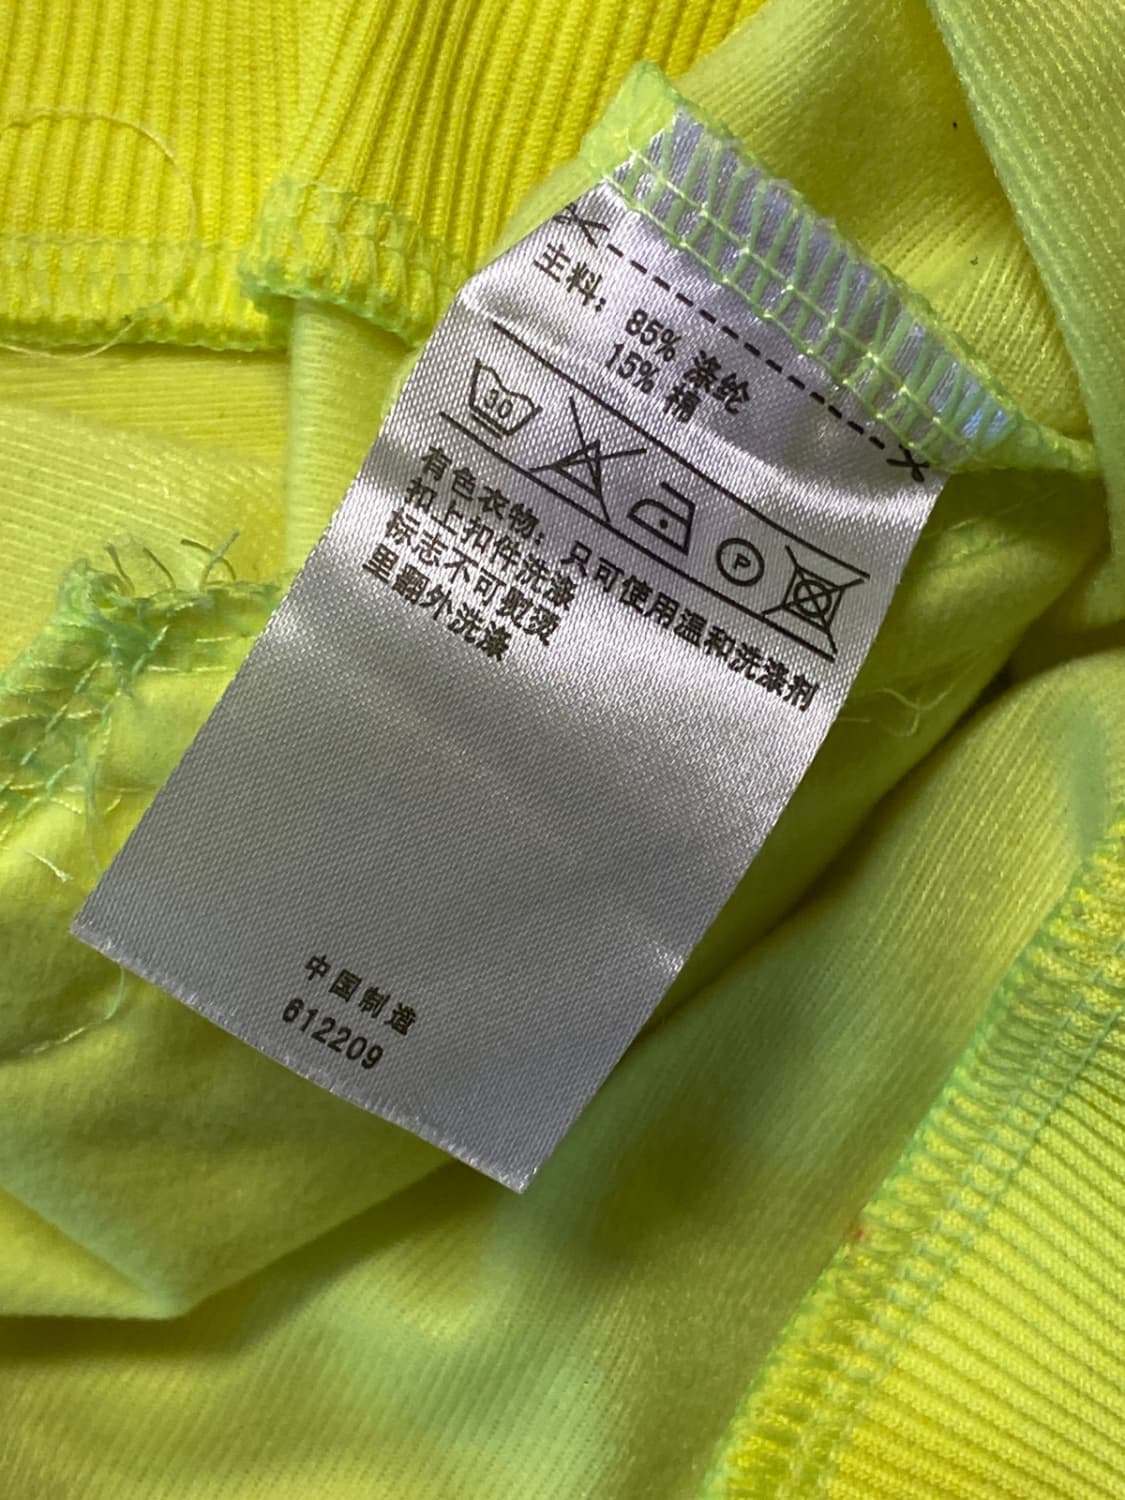 主料： 85% 涤纶
15% 棉
30
P
有色衣物：只可使用温和洗涤剂
扣上扣件洗涤
标志不可熨烫
里翻外洗涤
中国制造
612209